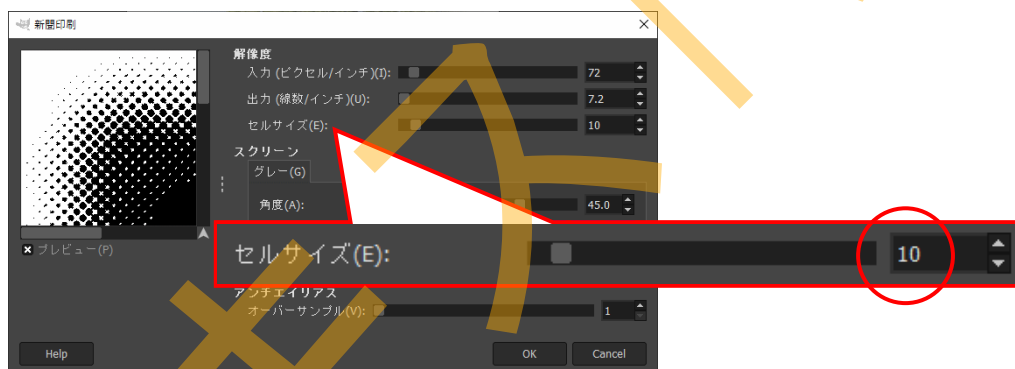 新聞印刷
解像度
入力 (ピクセル/インチ)(I): 72
出力 (線数/インチ)(U): 7.2
セルサイズ(E): 10
スクリーン
グレー(G)
角度(A): 45.0
セルサイズ(E): 10
プレビュー(P)
アンチエイリアス
オーバーサンプル(V): 1
Help OK Cancel